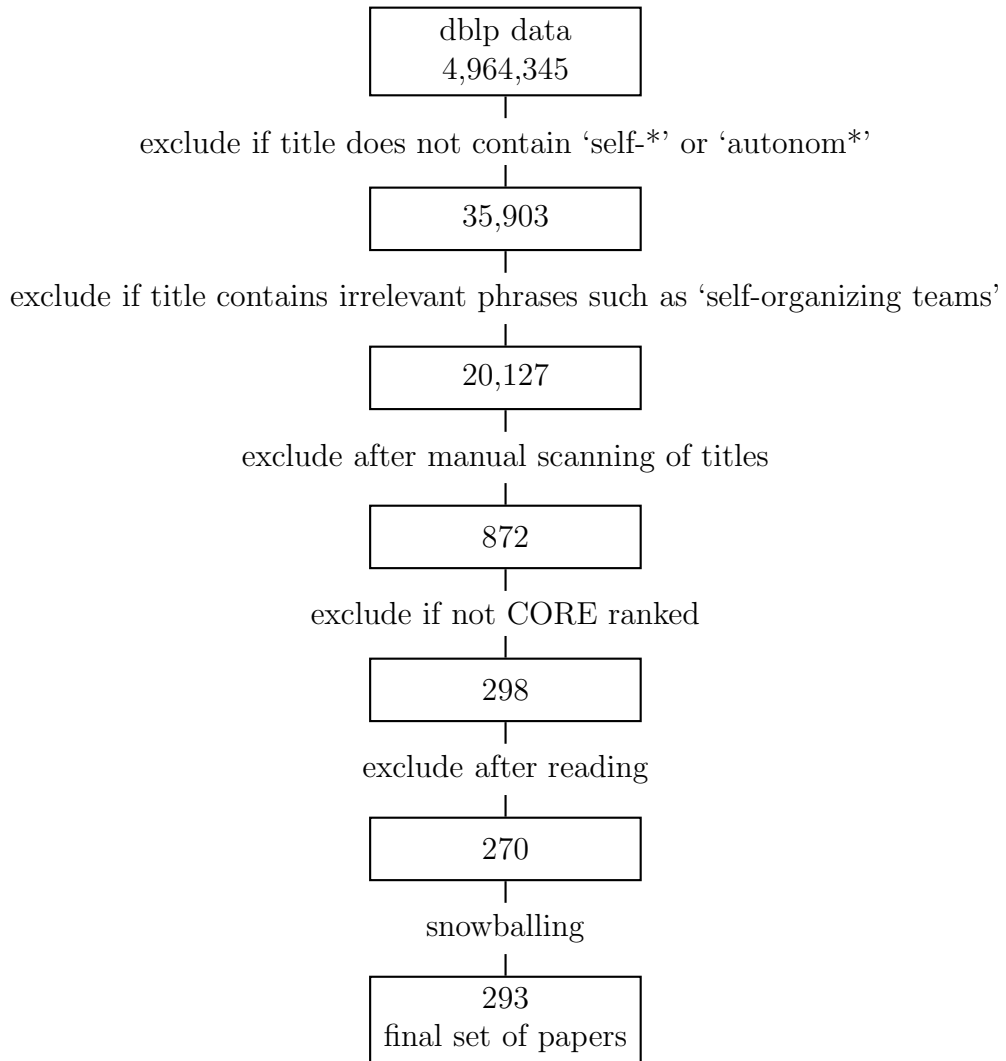 dblp data
4,964,345
exclude if title does not contain ‘self-*’ or ‘autonom*’
35,903
exclude if title contains irrelevant phrases such as ‘self-organizing teams’
20,127
exclude after manual scanning of titles
872
exclude if not CORE ranked
298
exclude after reading
270
snowballing
293
final set of papers